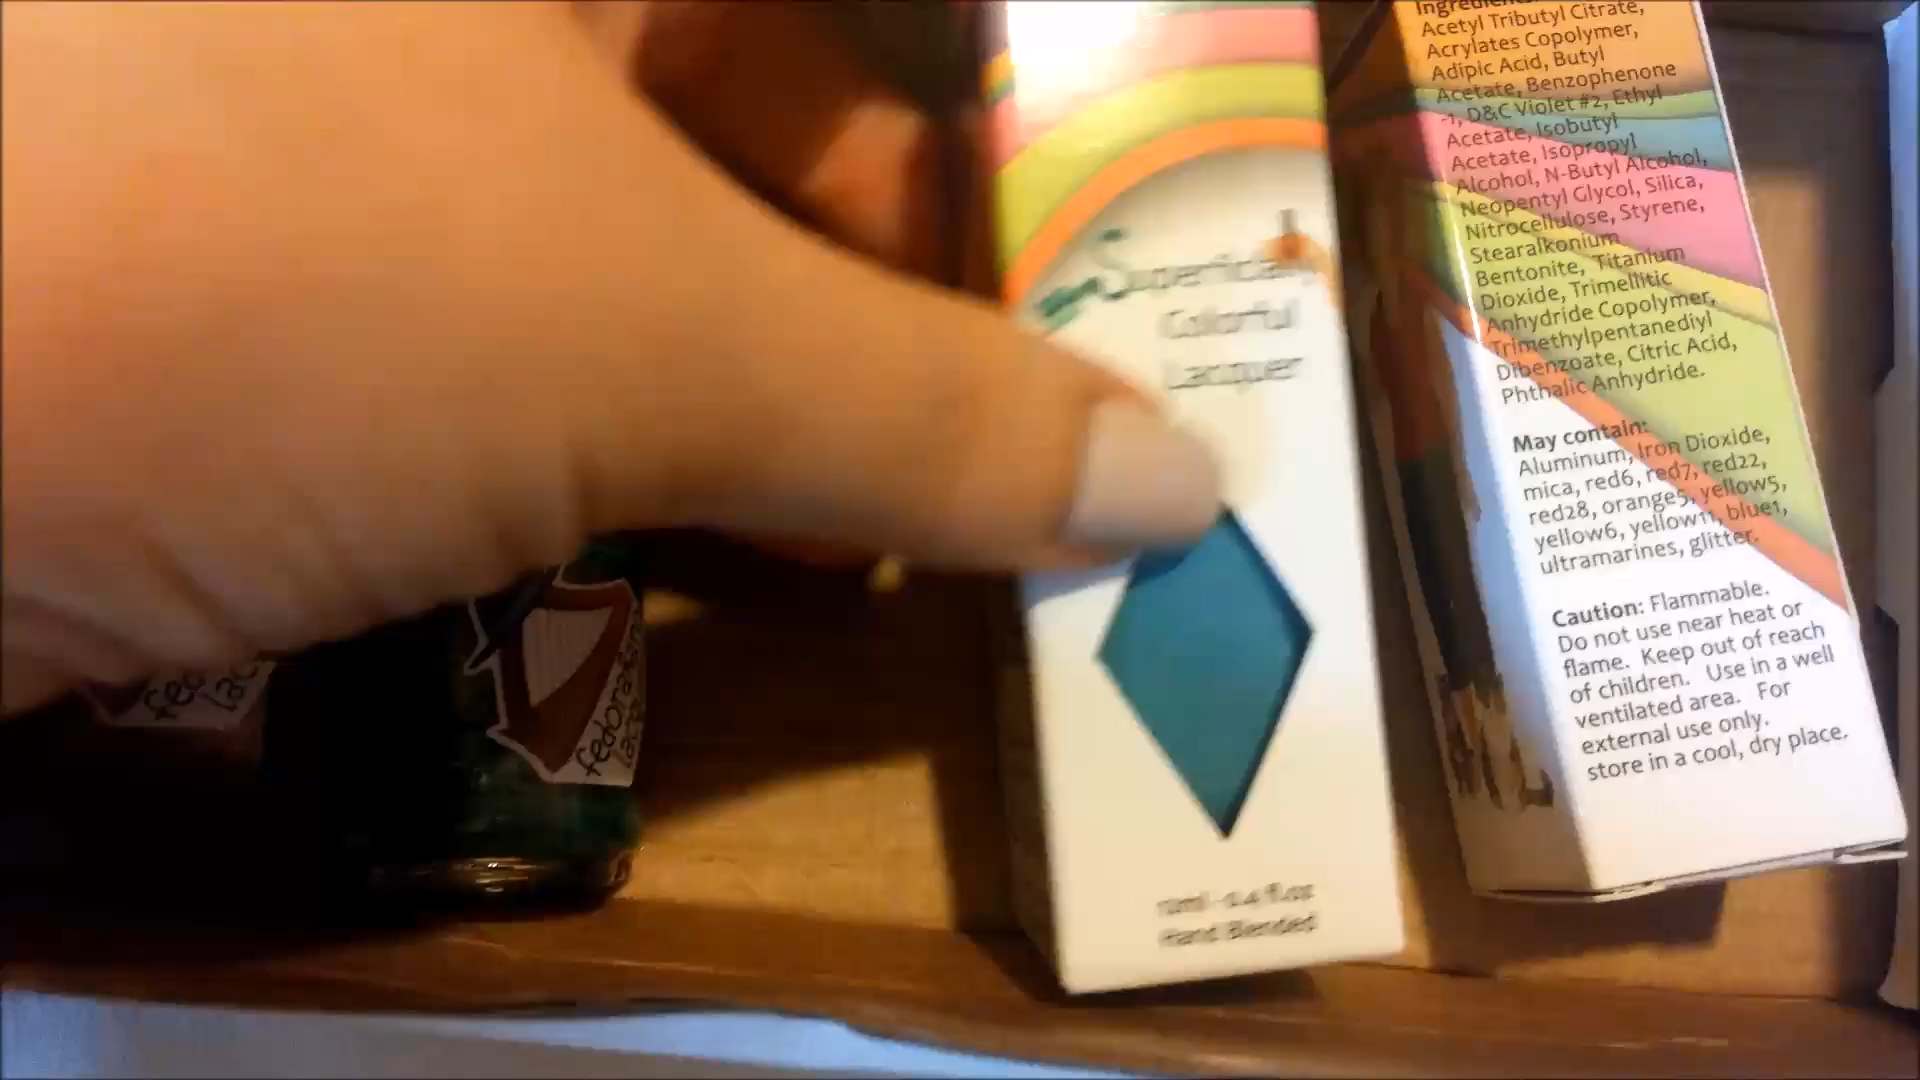 Superficially
Colorful
Lacquer
Hand Blended
Ingredients:
Acetyl Tributyl Citrate,
Acrylates Copolymer,
Adipic Acid, Butyl
Acetate, Benzophenone
-1, D&C Violet #2, Ethyl
Acetate, Isobutyl
Acetate, Isopropyl
Alcohol, N-Butyl Alcohol,
Neopentyl Glycol, Silica,
Nitrocellulose, Styrene,
Stearalkonium
Bentonite, Titanium
Dioxide, Trimellitic
Anhydride Copolymer,
Trimethylpentanediyl
Dibenzoate, Citric Acid,
Phthalic Anhydride.
May contain:
Aluminum, Iron Dioxide,
mica, red6, red7, red22,
red28, orange5, yellow5,
yellow6, yellow11, blue1,
ultramarines, glitter.
Caution: Flammable.
Do not use near heat or
flame. Keep out of reach
of children. Use in a well
ventilated area. For
external use only.
store in a cool, dry place.